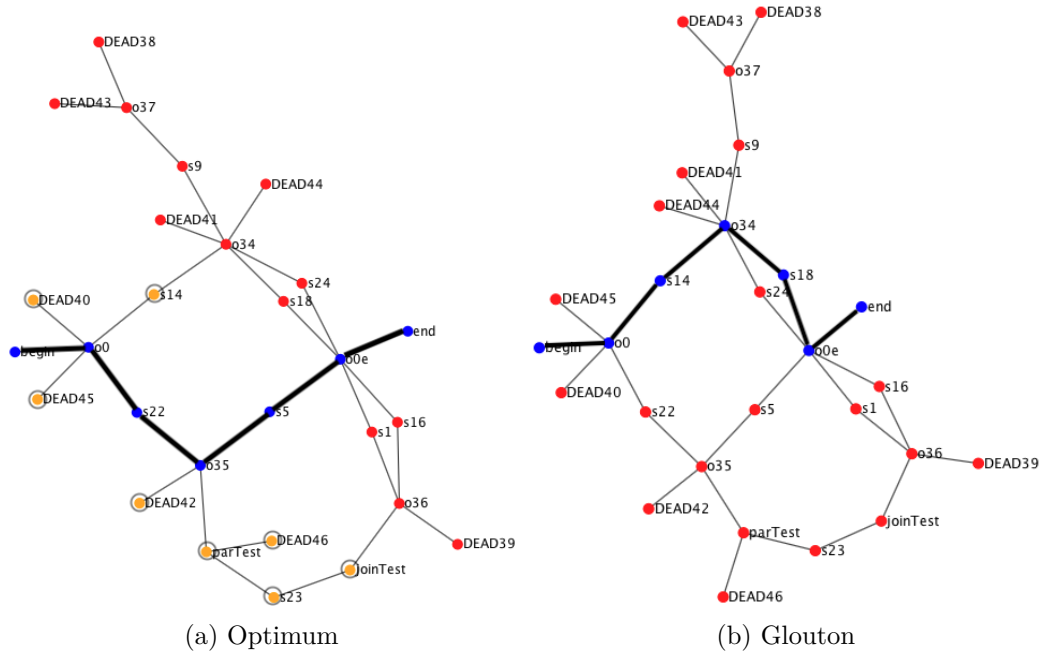 DEAD38
DEAD43
o37
s9
DEAD44
DEAD41
o34
s24
s14
s18
DEAD40
end
begin
o0
o0e
DEAD45
s22
s5
s16
s1
o35
DEAD42
o36
DEAD46
DEAD39
parTest
joinTest
s23
(a) Optimum
DEAD38
DEAD43
o37
s9
DEAD41
DEAD44
o34
s18
s14
s24
DEAD45
end
begin
o0
o0e
DEAD40
s16
s22
s5
s1
o36
DEAD39
o35
DEAD42
joinTest
parTest
s23
DEAD46
(b) Glouton